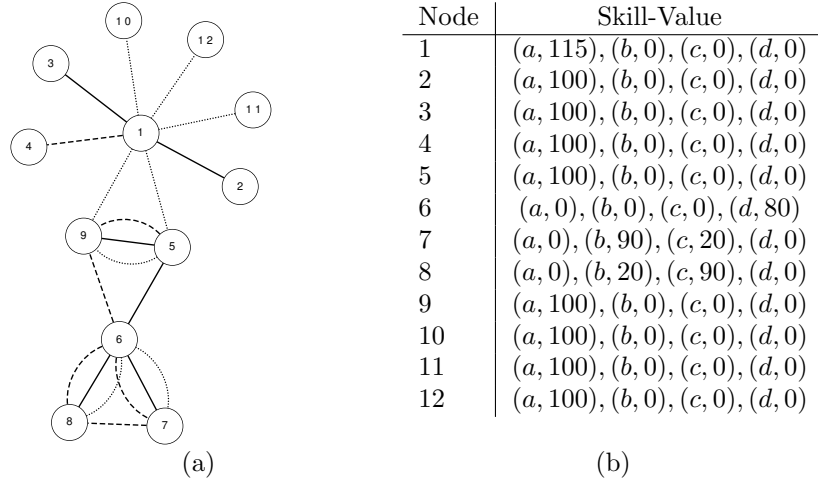 10
12
3
11
1
4
2
9
5
6
8
7
(a)
Node Skill-Value
1 (a, 115), (b, 0), (c, 0), (d, 0)
2 (a, 100), (b, 0), (c, 0), (d, 0)
3 (a, 100), (b, 0), (c, 0), (d, 0)
4 (a, 100), (b, 0), (c, 0), (d, 0)
5 (a, 100), (b, 0), (c, 0), (d, 0)
6 (a, 0), (b, 0), (c, 0), (d, 80)
7 (a, 0), (b, 90), (c, 20), (d, 0)
8 (a, 0), (b, 20), (c, 90), (d, 0)
9 (a, 100), (b, 0), (c, 0), (d, 0)
10 (a, 100), (b, 0), (c, 0), (d, 0)
11 (a, 100), (b, 0), (c, 0), (d, 0)
12 (a, 100), (b, 0), (c, 0), (d, 0)
(b)